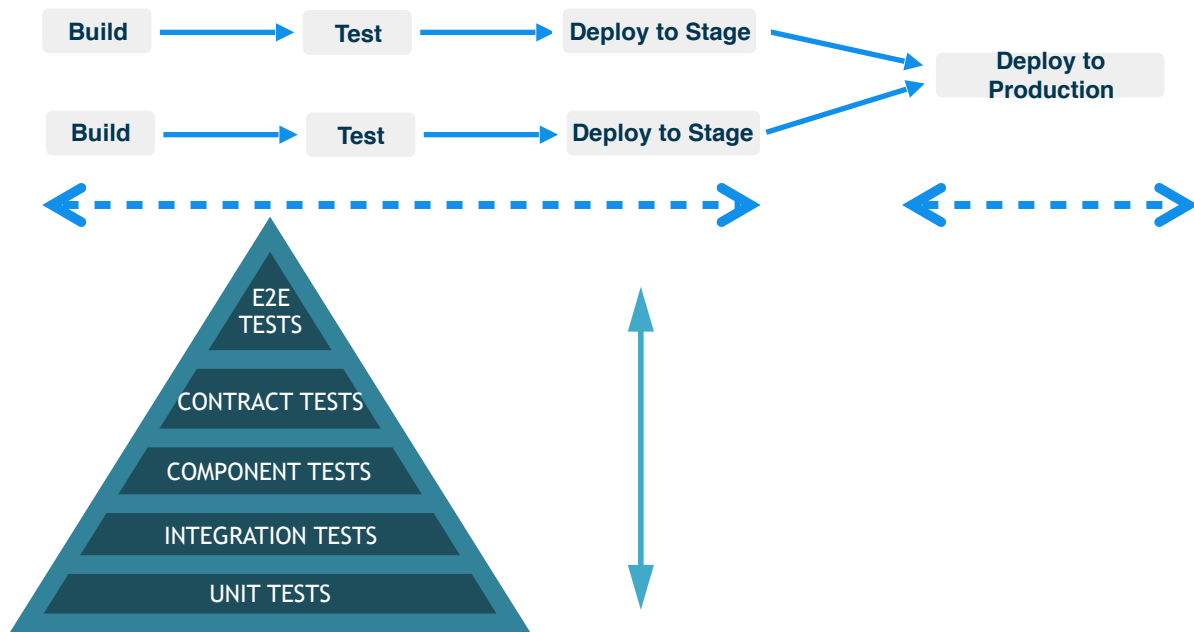 Build
Test
Deploy to Stage
Deploy to
Production
Build
Test
Deploy to Stage
E2E
TESTS
CONTRACT TESTS
COMPONENT TESTS
INTEGRATION TESTS
UNIT TESTS